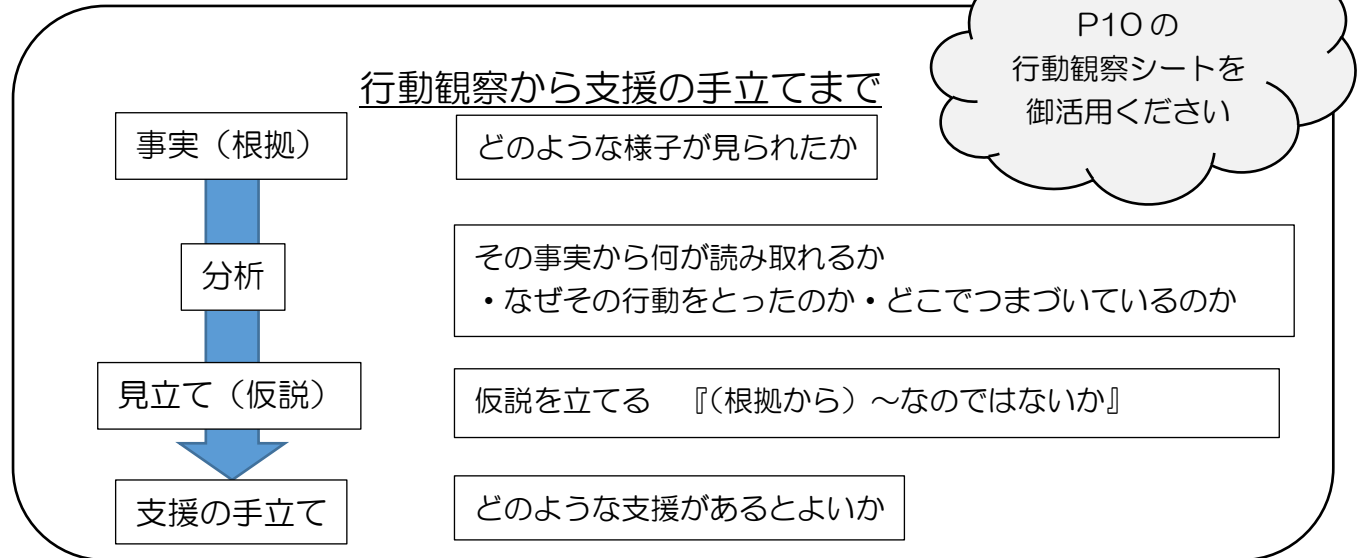 P10の
行動観察シートを
御活用ください
行動観察から支援の手立てまで
事実（根拠）
どのような様子が見られたか
分析
その事実から何が読み取れるか
・なぜその行動をとったのか・どこでつまづいているのか
見立て（仮説）
仮説を立てる　『（根拠から）～なのではないか』
支援の手立て
どのような支援があるとよいか